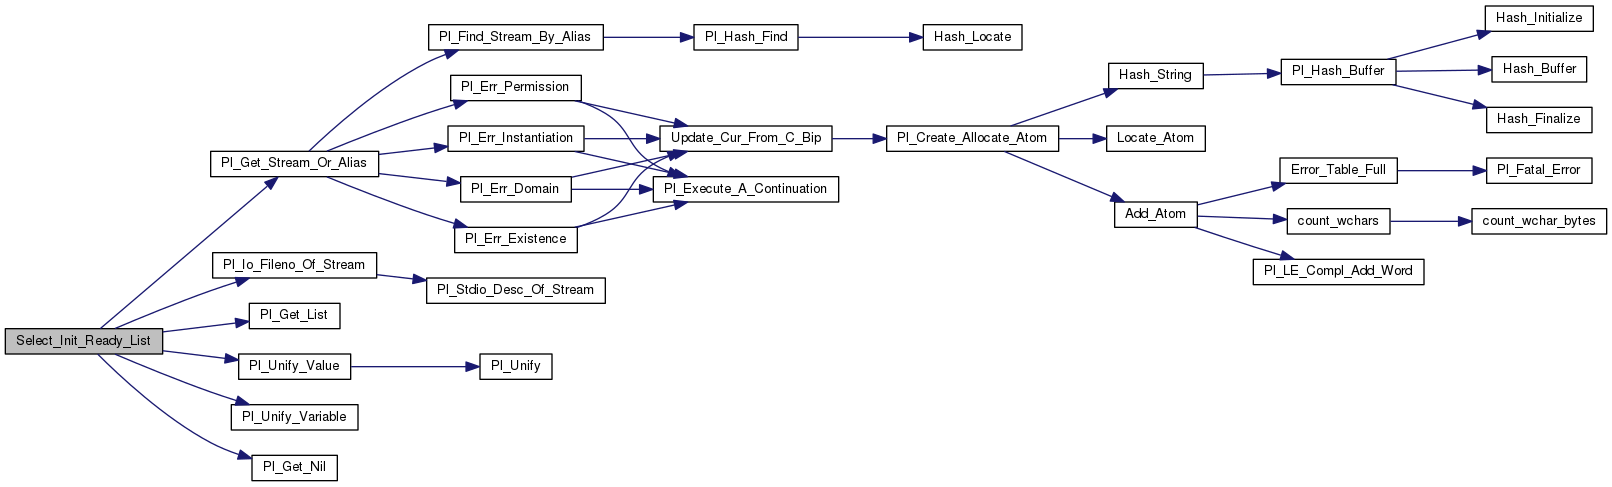 Select_Init_Ready_List
Pl_Get_Stream_Or_Alias
Pl_Io_Fileno_Of_Stream
Pl_Get_List
Pl_Unify_Value
Pl_Unify_Variable
Pl_Get_Nil
Pl_Find_Stream_By_Alias
Pl_Err_Permission
Pl_Err_Instantiation
Pl_Err_Domain
Pl_Err_Existence
Pl_Stdio_Desc_Of_Stream
Pl_Unify
Pl_Hash_Find
Update_Cur_From_C_Bip
Pl_Execute_A_Continuation
Hash_Locate
Pl_Create_Allocate_Atom
Hash_String
Locate_Atom
Add_Atom
Pl_Hash_Buffer
Error_Table_Full
count_wchars
Pl_LE_Compl_Add_Word
Hash_Initialize
Hash_Buffer
Hash_Finalize
Pl_Fatal_Error
count_wchar_bytes